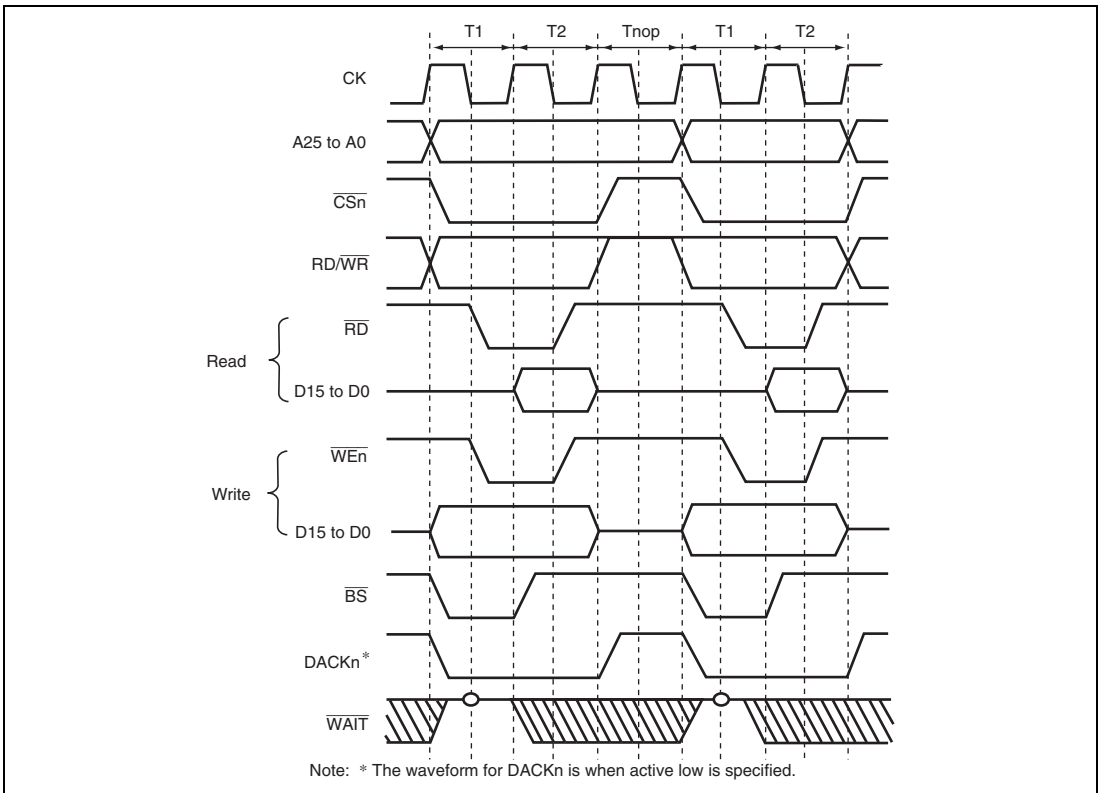 T1 T2 Tnop T1 T2
CK
A25 to A0
CSn
RD/WR
RD
Read
D15 to D0
WEn
Write
D15 to D0
BS
DACKn*
WAIT
Note: * The waveform for DACKn is when active low is specified.